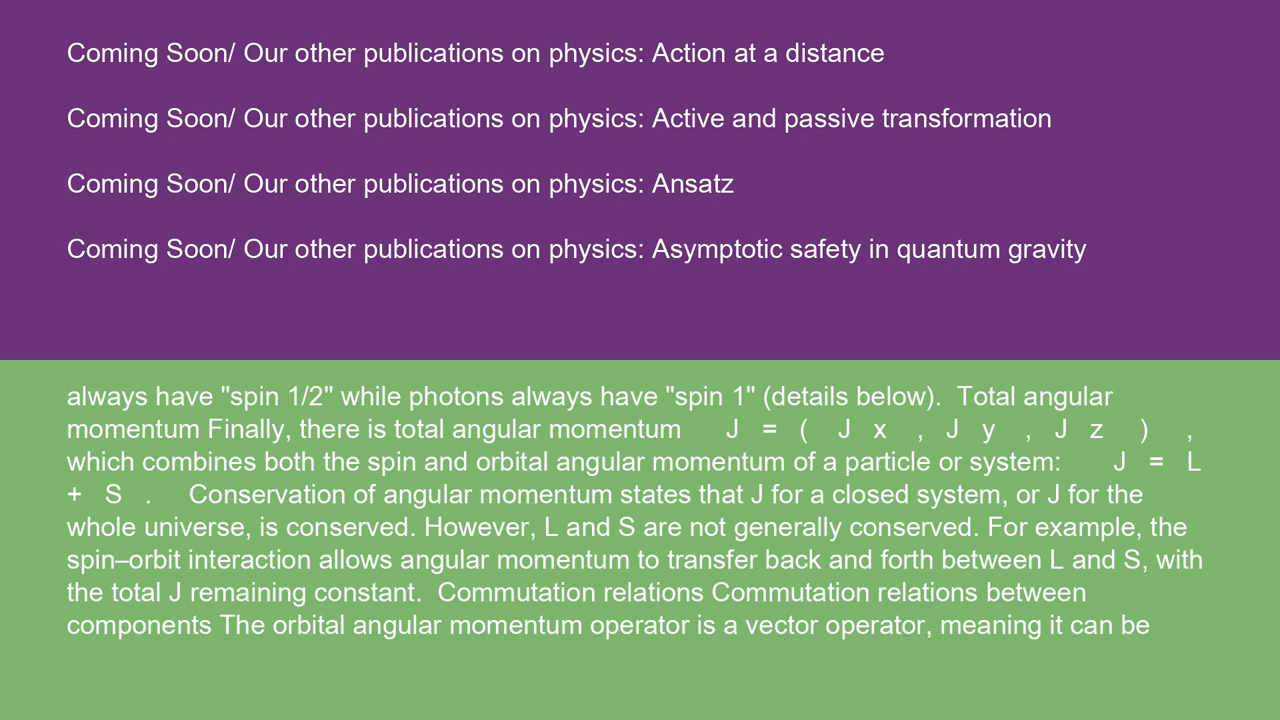 Coming Soon/ Our other publications on physics: Action at a distance
Coming Soon/ Our other publications on physics: Active and passive transformation
Coming Soon/ Our other publications on physics: Ansatz
Coming Soon/ Our other publications on physics: Asymptotic safety in quantum gravity
always have "spin 1/2" while photons always have "spin 1" (details below).  Total angular
momentum Finally, there is total angular momentum      J   =   (    J   x    ,   J   y    ,   J   z     )     ,
which combines both the spin and orbital angular momentum of a particle or system:       J   =   L
+   S   .     Conservation of angular momentum states that J for a closed system, or J for the
whole universe, is conserved. However, L and S are not generally conserved. For example, the
spin–orbit interaction allows angular momentum to transfer back and forth between L and S, with
the total J remaining constant.  Commutation relations Commutation relations between
components The orbital angular momentum operator is a vector operator, meaning it can be